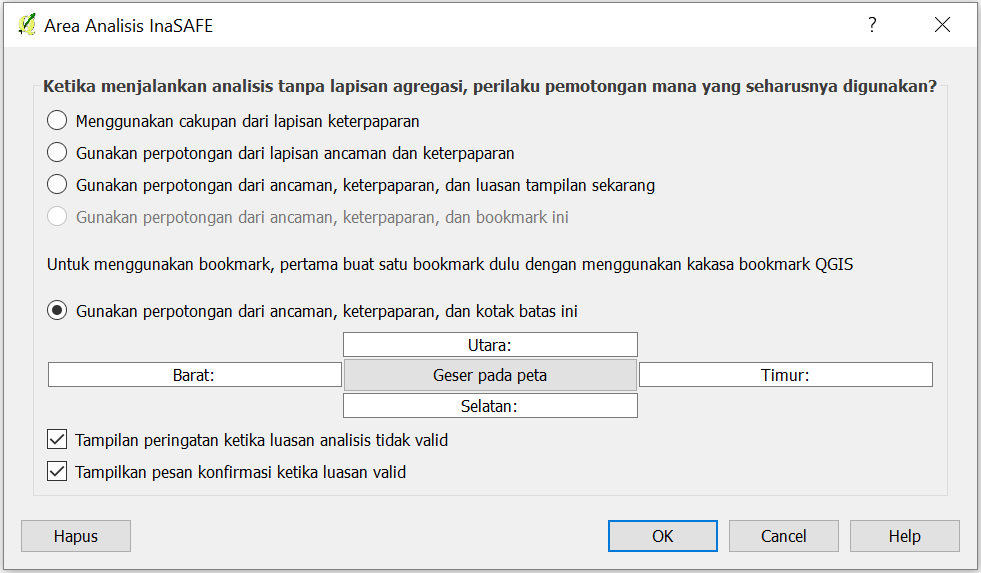 Area Analisis InaSAFE
?
Ketika menjalankan analisis tanpa lapisan agregasi, perilaku pemotongan mana yang seharusnya digunakan?
Menggunakan cakupan dari lapisan keterpaparan
Gunakan perpotongan dari lapisan ancaman dan keterpaparan
Gunakan perpotongan dari ancaman, keterpaparan, dan luasan tampilan sekarang
Gunakan perpotongan dari ancaman, keterpaparan, dan bookmark ini
Untuk menggunakan bookmark, pertama buat satu bookmark dulu dengan menggunakan kakasa bookmark QGIS
Gunakan perpotongan dari ancaman, keterpaparan, dan kotak batas ini
Utara:
Barat:
Geser pada peta
Timur:
Selatan:
Tampilan peringatan ketika luasan analisis tidak valid
Tampilkan pesan konfirmasi ketika luasan valid
Hapus
OK
Cancel
Help